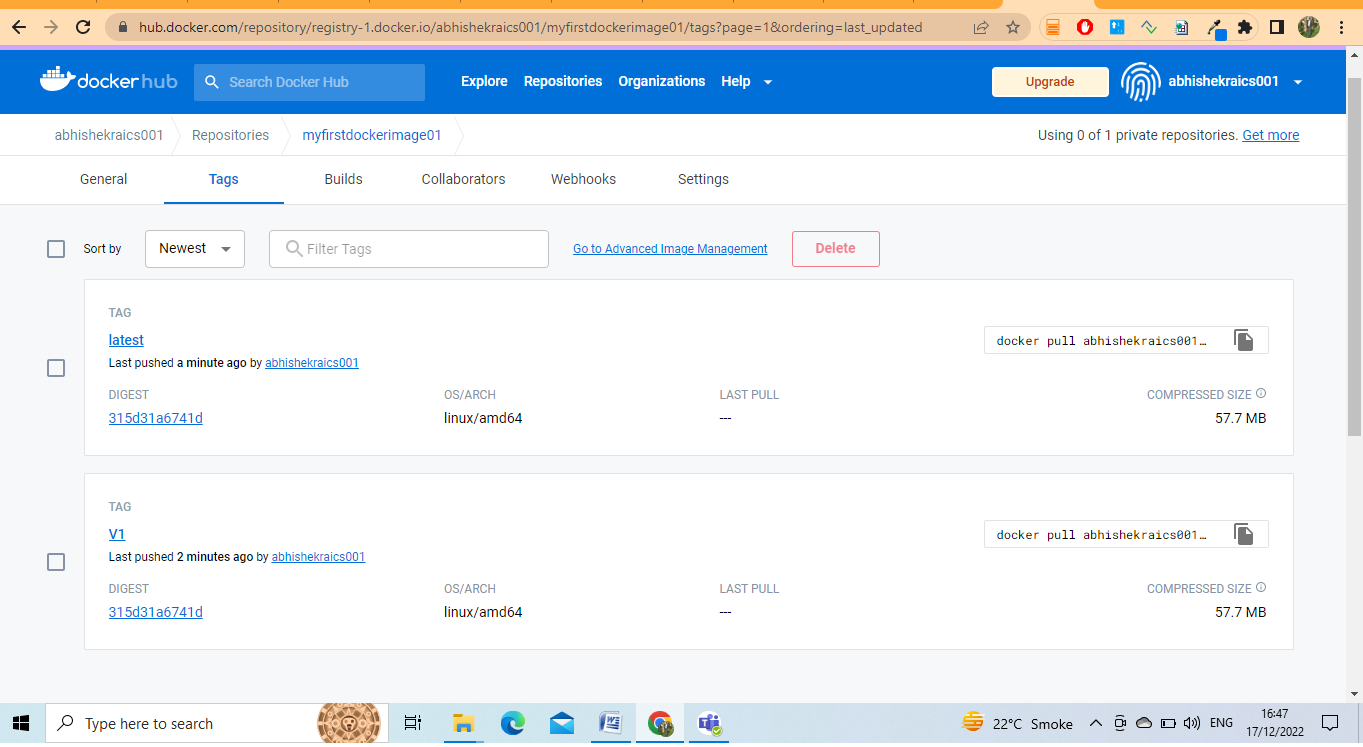 hub.docker.com/repository/registry-1.docker.io/abhishekraics001/myfirstdockerimage01/tags?page=1&ordering=last_updated
docker hub Search Docker Hub Explore Repositories Organizations Help Upgrade abhishekraics001
abhishekraics001 Repositories myfirstdockerimage01 Using 0 of 1 private repositories. Get more
General Tags Builds Collaborators Webhooks Settings
Sort by Newest Filter Tags Go to Advanced Image Management Delete
TAG
latest docker pull abhishekraics001…
Last pushed a minute ago by abhishekraics001
DIGEST OS/ARCH LAST PULL COMPRESSED SIZE
315d31a6741d linux/amd64 --- 57.7 MB
TAG
V1 docker pull abhishekraics001…
Last pushed 2 minutes ago by abhishekraics001
DIGEST OS/ARCH LAST PULL COMPRESSED SIZE
315d31a6741d linux/amd64 --- 57.7 MB
Type here to search 22°C Smoke ENG 16:47
17/12/2022